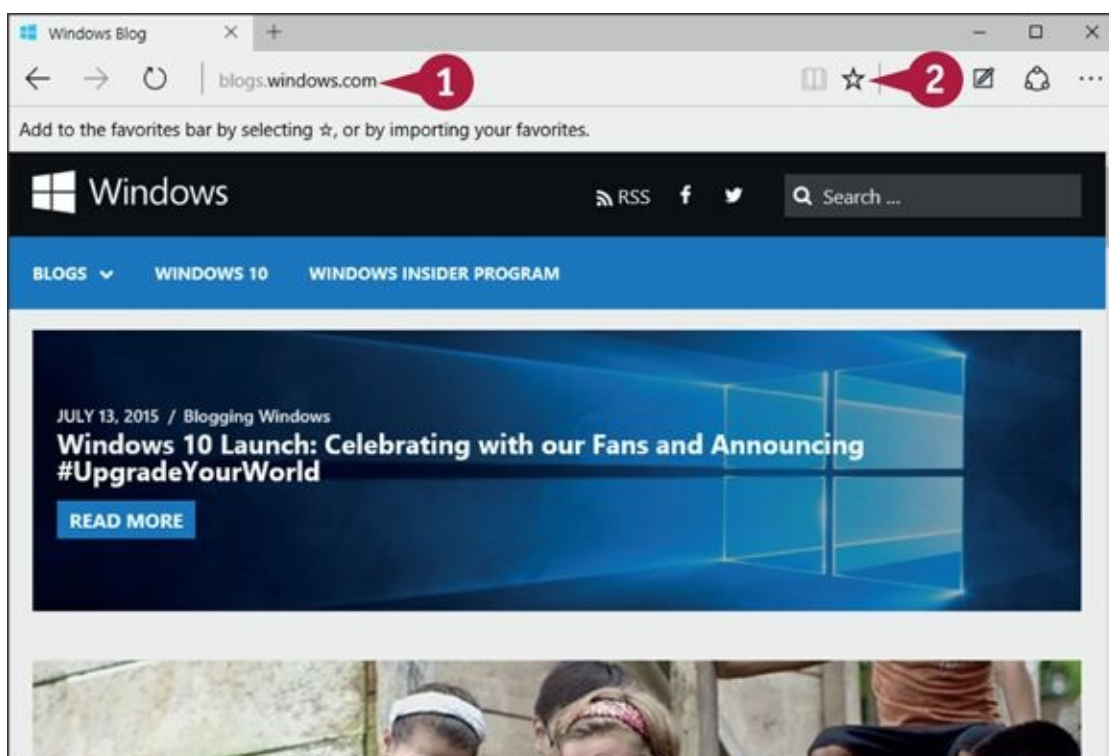 Windows Blog
blogs.windows.com
1
2
Add to the favorites bar by selecting ☆, or by importing your favorites.
Windows
RSS
Search ...
BLOGS
WINDOWS 10
WINDOWS INSIDER PROGRAM
JULY 13, 2015 / Blogging Windows
Windows 10 Launch: Celebrating with our Fans and Announcing
#UpgradeYourWorld
READ MORE